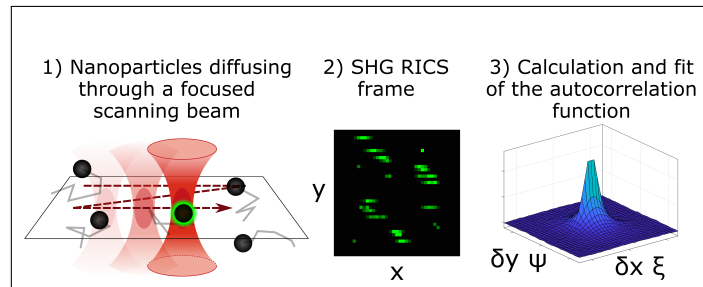 1) Nanoparticles diffusing
through a focused
scanning beam
2) SHG RICS
frame
3) Calculation and fit
of the autocorrelation
function
y
x
δy ψ
δx ξ